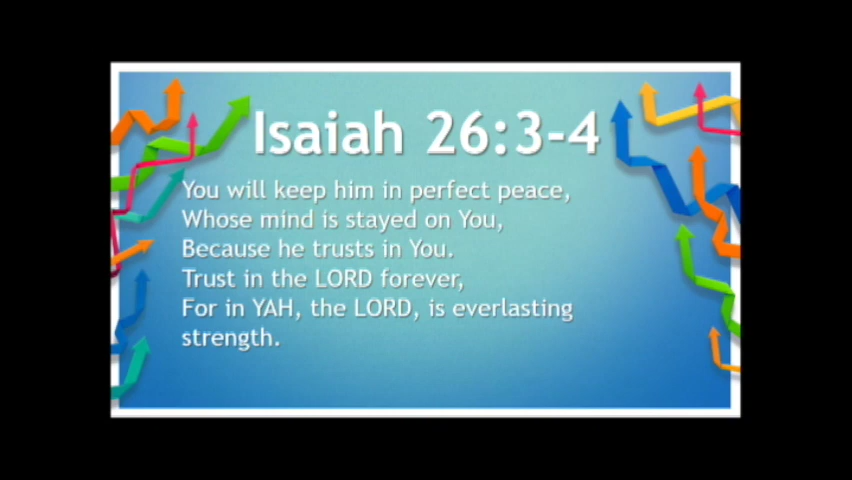 Isaiah 26:3-4
You will keep him in perfect peace,
Whose mind is stayed on You,
Because he trusts in You.
Trust in the LORD forever,
For in YAH, the LORD, is everlasting
strength.